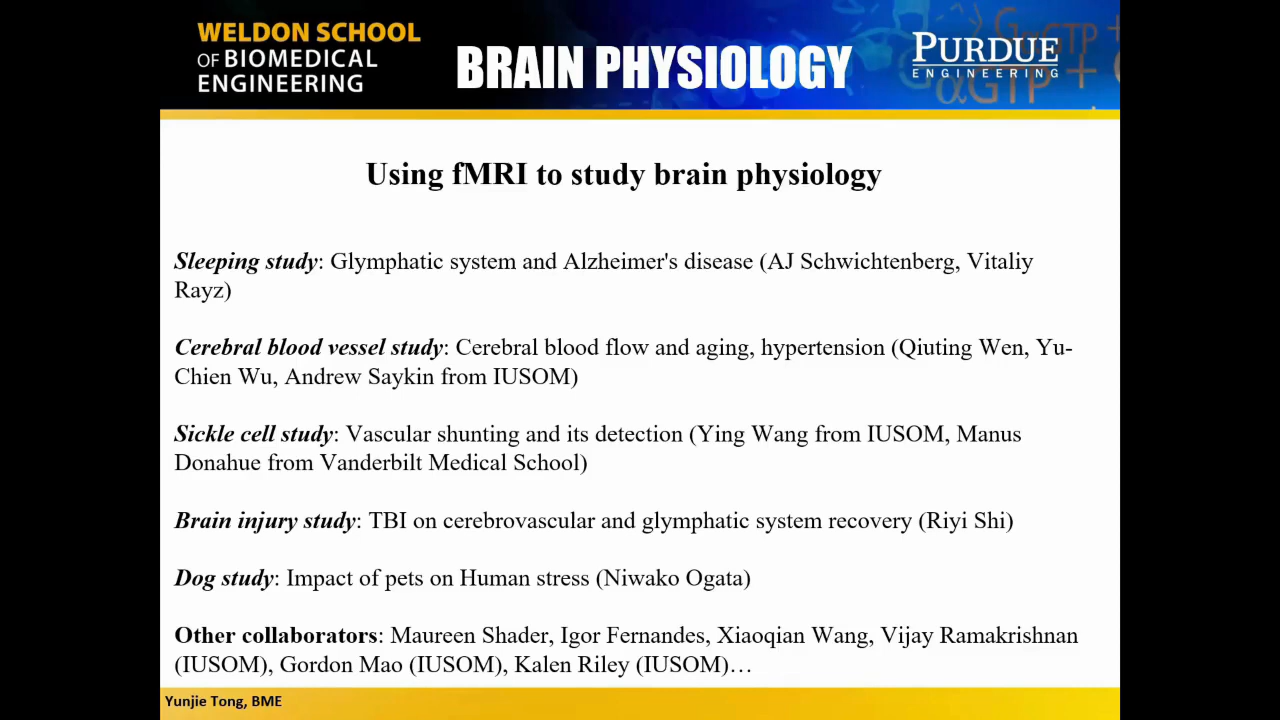 WELDON SCHOOL
OF BIOMEDICAL
ENGINEERING
BRAIN PHYSIOLOGY
PURDUE
ENGINEERING
GTP +
αGTP +
Using fMRI to study brain physiology
Sleeping study: Glymphatic system and Alzheimer's disease (AJ Schwichtenberg, Vitaliy
Rayz)
Cerebral blood vessel study: Cerebral blood flow and aging, hypertension (Qiuting Wen, Yu-
Chien Wu, Andrew Saykin from IUSOM)
Sickle cell study: Vascular shunting and its detection (Ying Wang from IUSOM, Manus
Donahue from Vanderbilt Medical School)
Brain injury study: TBI on cerebrovascular and glymphatic system recovery (Riyi Shi)
Dog study: Impact of pets on Human stress (Niwako Ogata)
Other collaborators: Maureen Shader, Igor Fernandes, Xiaoqian Wang, Vijay Ramakrishnan
(IUSOM), Gordon Mao (IUSOM), Kalen Riley (IUSOM)…
Yunjie Tong, BME